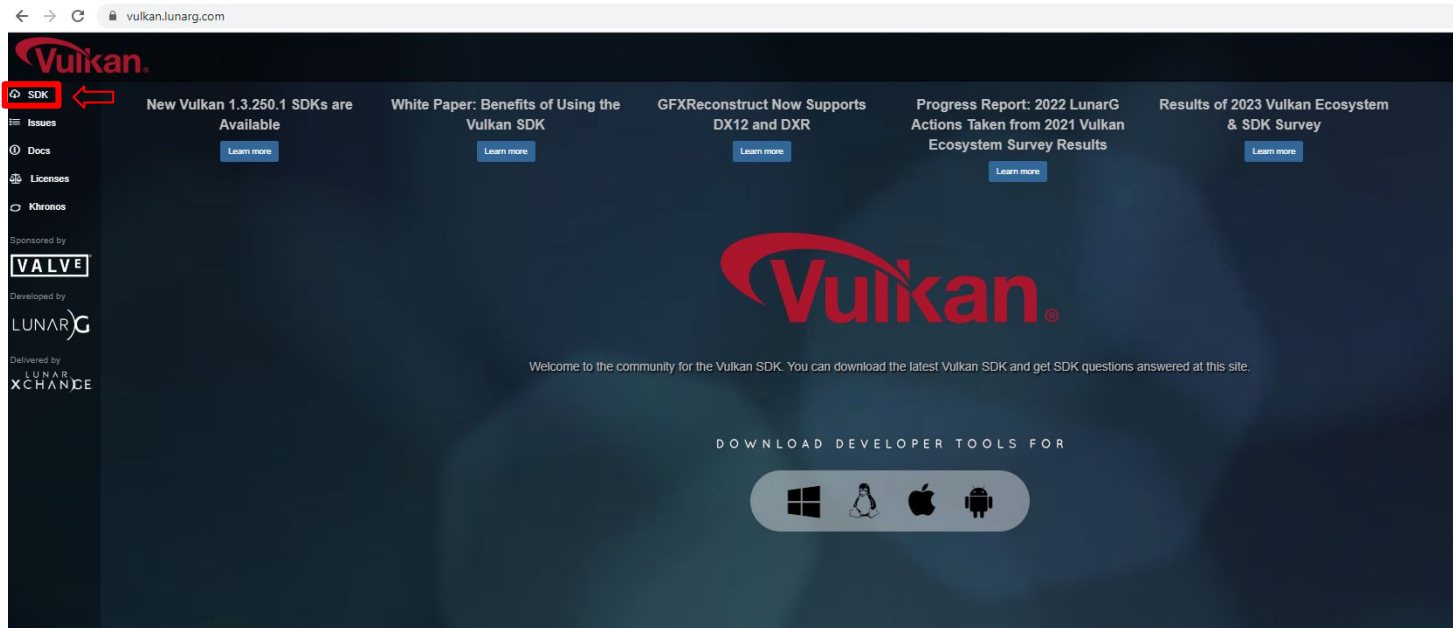 vulkan.lunarg.com
Vulkan®
SDK
Issues
Docs
Licenses
Khronos
Sponsored by
VALVE
Developed by
LUNARG
Delivered by
LUNAR
XCHANGE
New Vulkan 1.3.250.1 SDKs are
Available
Learn more
White Paper: Benefits of Using the
Vulkan SDK
Learn more
GFXReconstruct Now Supports
DX12 and DXR
Learn more
Progress Report: 2022 LunarG
Actions Taken from 2021 Vulkan
Ecosystem Survey Results
Learn more
Results of 2023 Vulkan Ecosystem
& SDK Survey
Learn more
Vulkan®
Welcome to the community for the Vulkan SDK. You can download the latest Vulkan SDK and get SDK questions answered at this site.
DOWNLOAD DEVELOPER TOOLS FOR